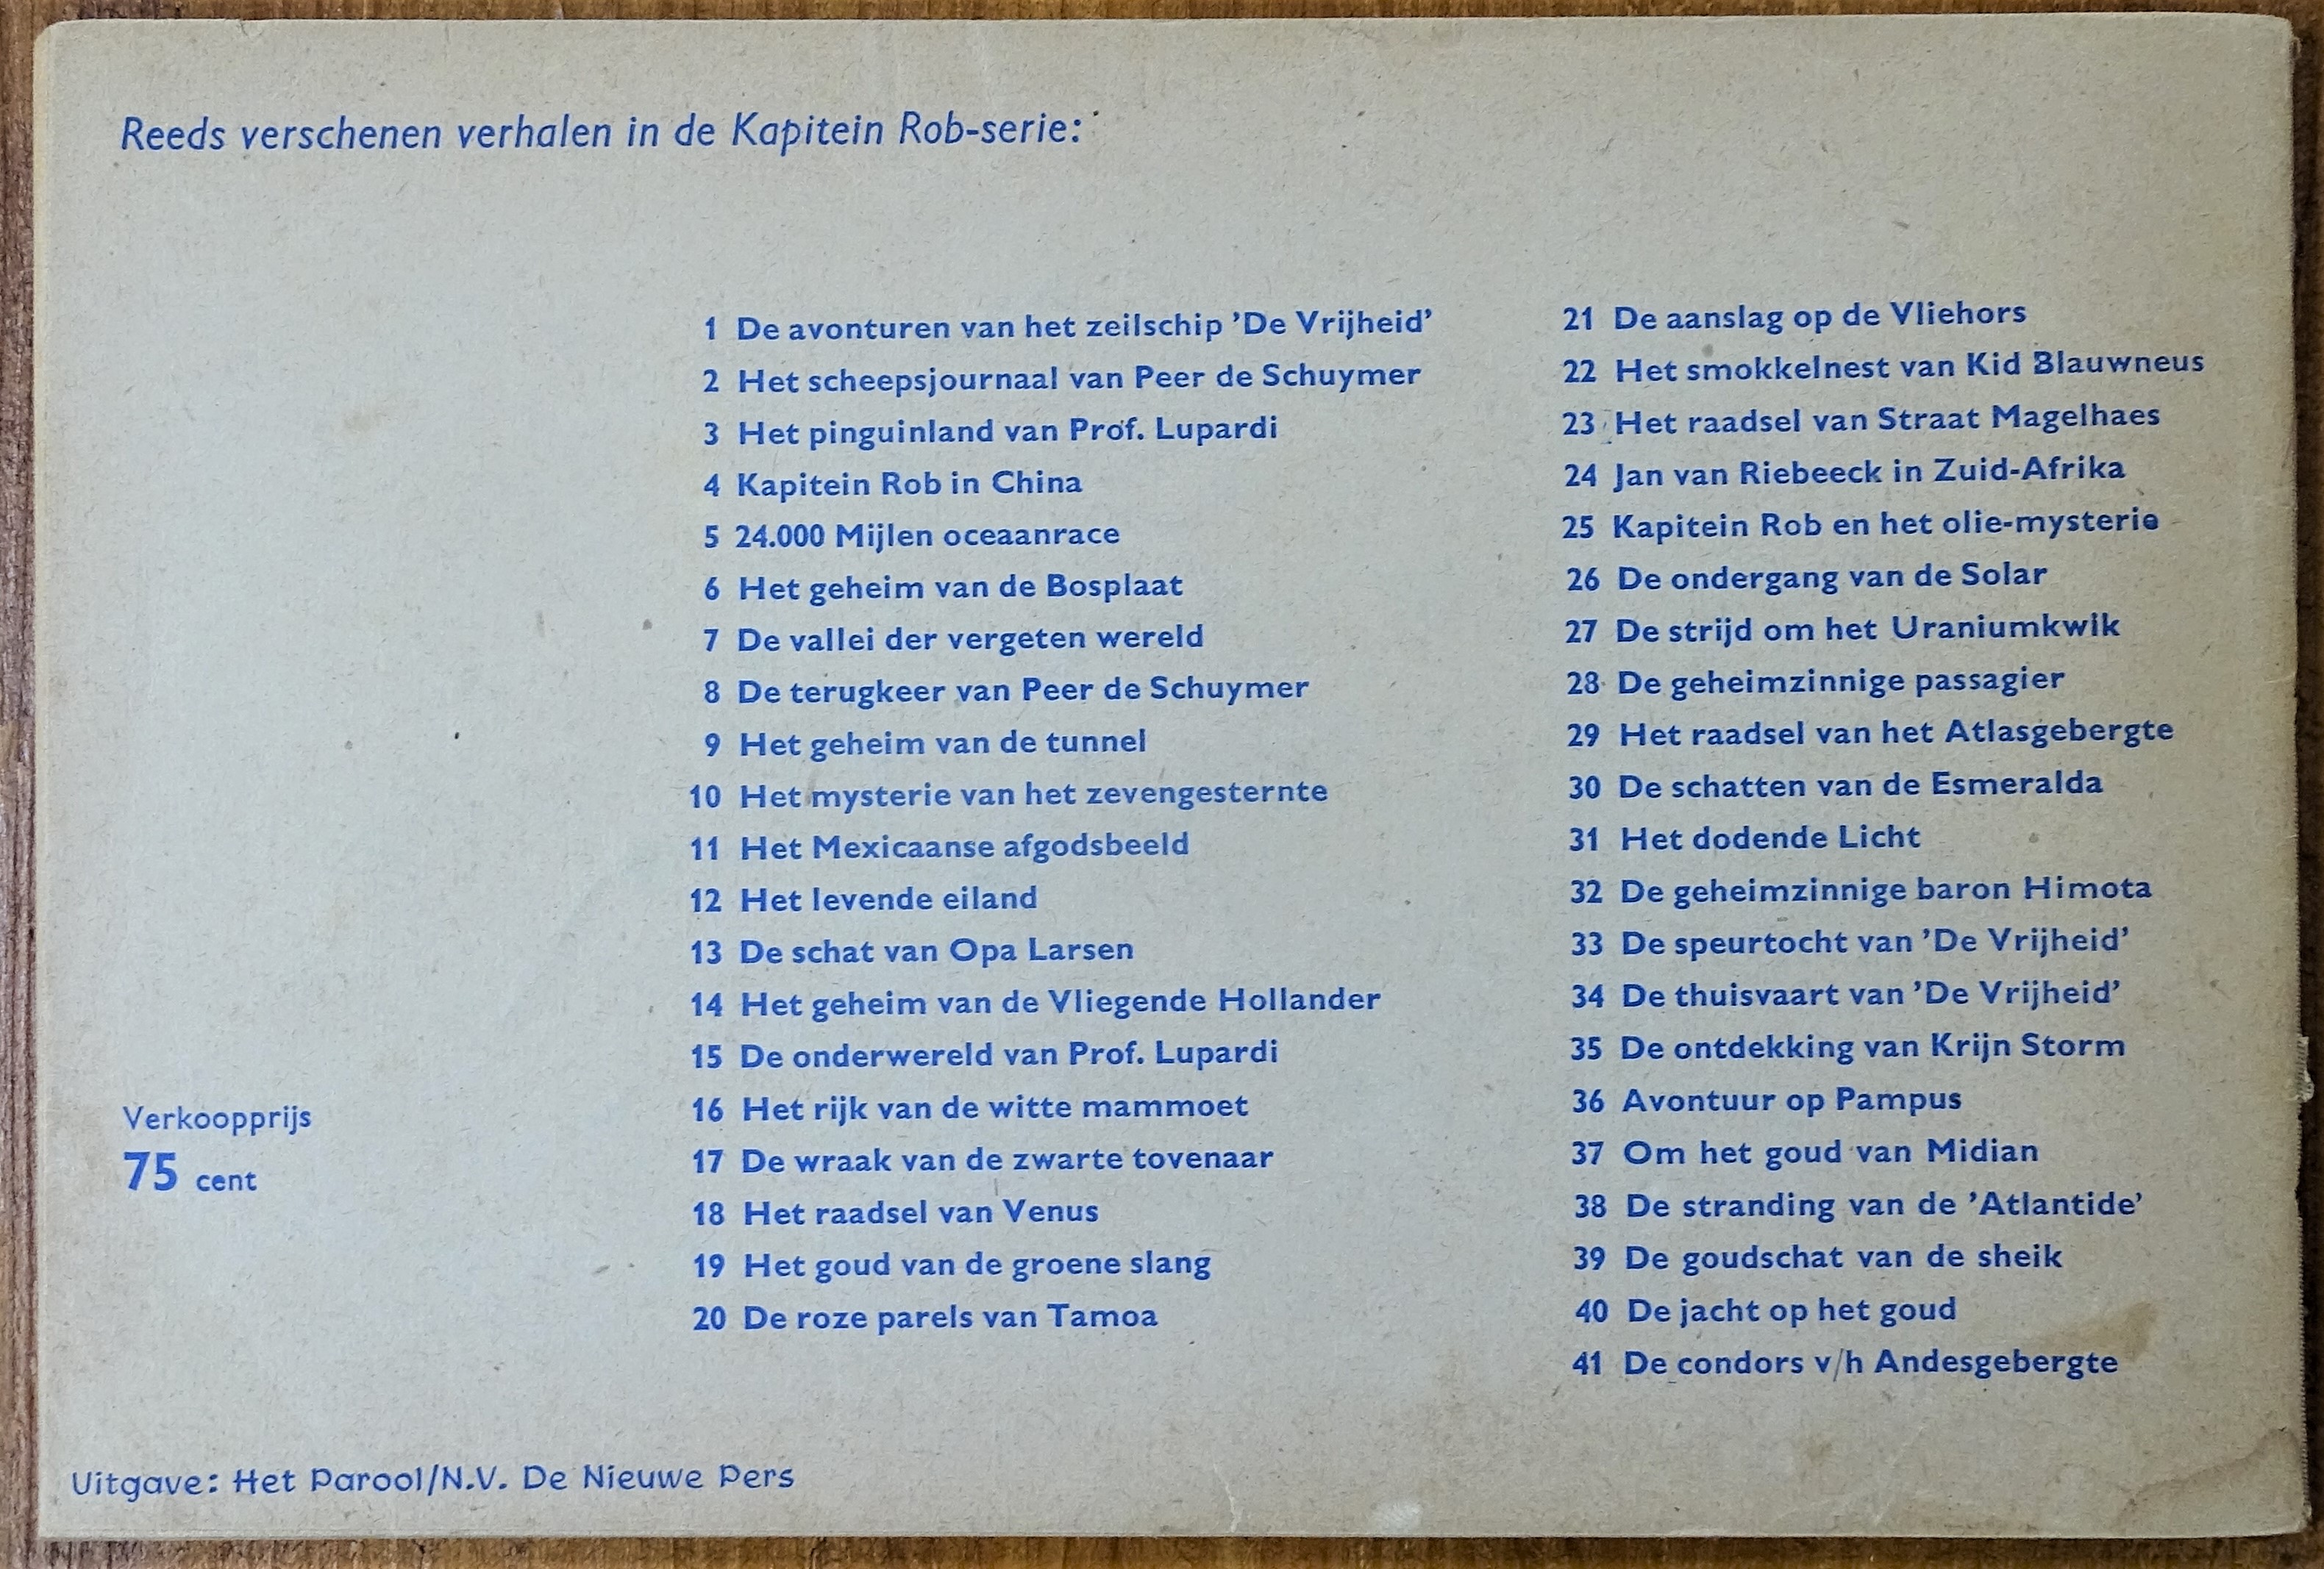 Reeds verschenen verhalen in de Kapitein Rob-serie:
1 De avonturen van het zeilschip ’De Vrijheid’
2 Het scheepsjournaal van Peer de Schuymer
3 Het pinguinland van Prof. Lupardi
4 Kapitein Rob in China
5 24.000 Mijlen oceaanrace
6 Het geheim van de Bosplaat
7 De vallei der vergeten wereld
8 De terugkeer van Peer de Schuymer
9 Het geheim van de tunnel
10 Het mysterie van het zevengesternte
11 Het Mexicaanse afgodsbeeld
12 Het levende eiland
13 De schat van Opa Larsen
14 Het geheim van de Vliegende Hollander
15 De onderwereld van Prof. Lupardi
16 Het rijk van de witte mammoet
17 De wraak van de zwarte tovenaar
18 Het raadsel van Venus
19 Het goud van de groene slang
20 De roze parels van Tamoa
21 De aanslag op de Vliehors
22 Het smokkelnest van Kid Blauwneus
23 Het raadsel van Straat Magelhaes
24 Jan van Riebeeck in Zuid-Afrika
25 Kapitein Rob en het olie-mysterie
26 De ondergang van de Solar
27 De strijd om het Uraniumkwik
28 De geheimzinnige passagier
29 Het raadsel van het Atlasgebergte
30 De schatten van de Esmeralda
31 Het dodende Licht
32 De geheimzinnige baron Himota
33 De speurtocht van ’De Vrijheid’
34 De thuisvaart van ’De Vrijheid’
35 De ontdekking van Krijn Storm
36 Avontuur op Pampus
37 Om het goud van Midian
38 De stranding van de ’Atlantide’
39 De goudschat van de sheik
40 De jacht op het goud
41 De condors v/h Andesgebergte
Verkoopprijs
75 cent
Uitgave: Het Parool/N.V. De Nieuwe Pers